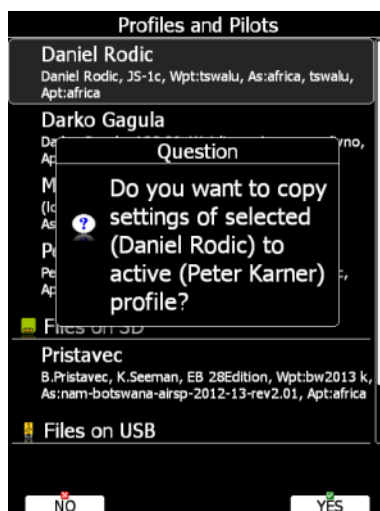 Profiles and Pilots
Daniel Rodic
Daniel Rodic, JS-1c, Wpt:tswalu, As:africa, tswalu,
Apt:africa
Darko Gagula
Question
Do you want to copy
settings of selected
(Daniel Rodic) to
active (Peter Karner)
profile?
Files on SD
Pristavec
B.Pristavec, K.Seeman, EB 28Edition, Wpt:bw2013 k,
As:nam-botswana-airsp-2012-13-rev2.01, Apt:africa
Files on USB
NO
YES